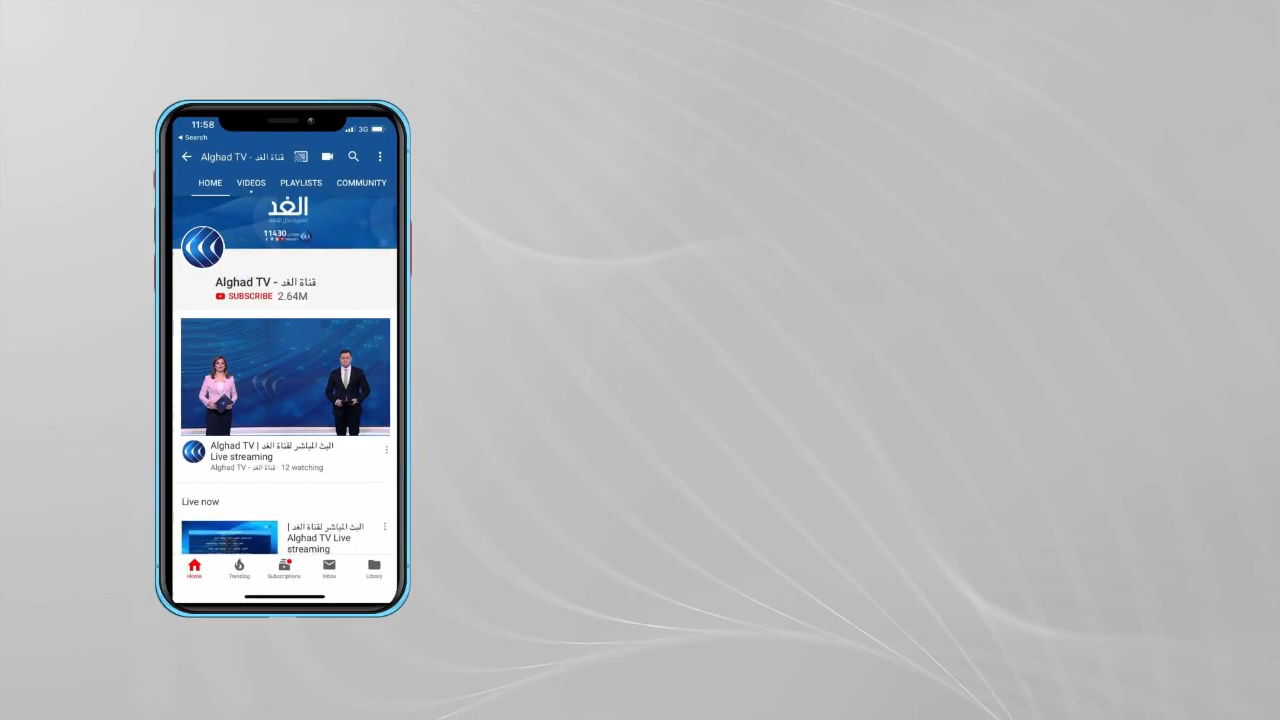 11:58
3G
Search
Alghad TV - قناة الغد
HOME VIDEOS PLAYLISTS COMMUNITY
الغد
11430
Alghad TV - قناة الغد
SUBSCRIBE 2.64M
Alghad TV | البث المباشر لقناة الغد
Live streaming
Alghad TV - قناة الغد · 12 watching
Live now
البث المباشر لقناة الغد |
Alghad TV Live
streaming
Home Trending Subscriptions Inbox Library